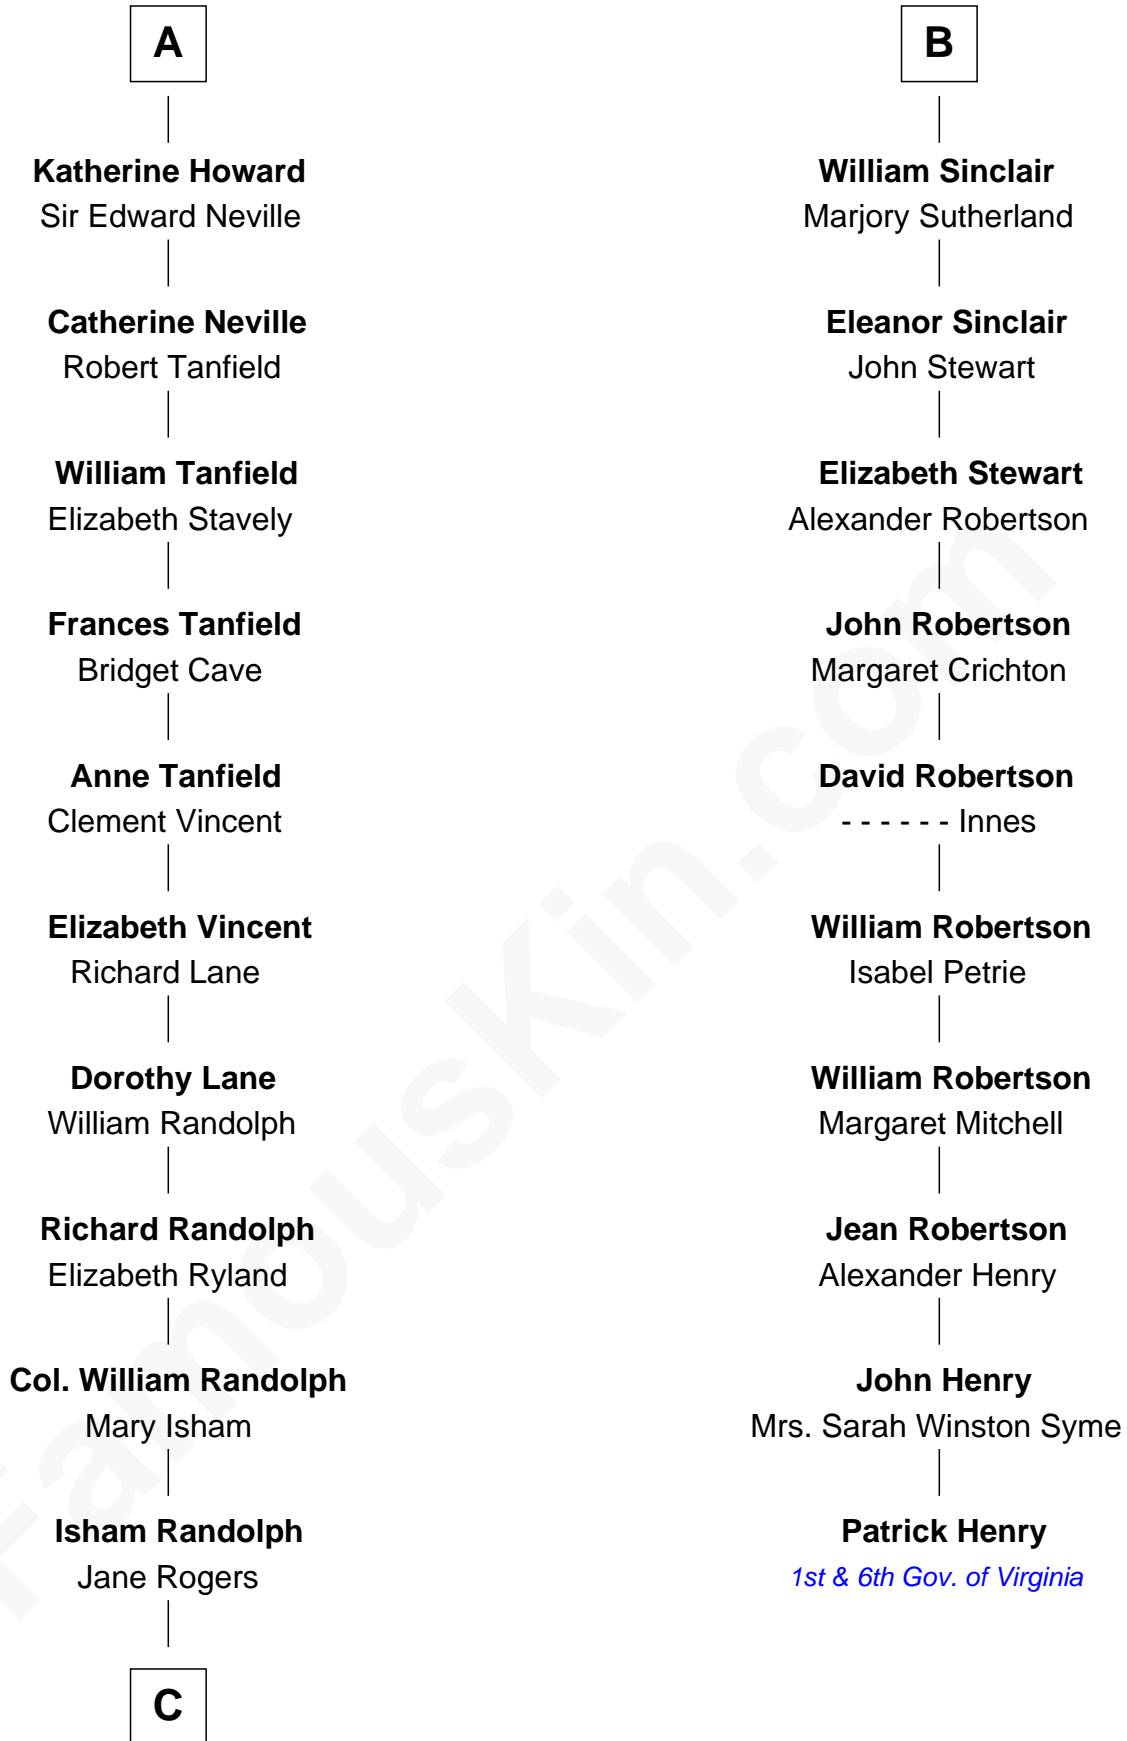 A
Katherine Howard
Sir Edward Neville
Catherine Neville
Robert Tanfield
William Tanfield
Elizabeth Stavely
Frances Tanfield
Bridget Cave
Anne Tanfield
Clement Vincent
Elizabeth Vincent
Richard Lane
Dorothy Lane
William Randolph
Richard Randolph
Elizabeth Ryland
Col. William Randolph
Mary Isham
Isham Randolph
Jane Rogers
C
B
William Sinclair
Marjory Sutherland
Eleanor Sinclair
John Stewart
Elizabeth Stewart
Alexander Robertson
John Robertson
Margaret Crichton
David Robertson
- - - - - - Innes
William Robertson
Isabel Petrie
William Robertson
Margaret Mitchell
Jean Robertson
Alexander Henry
John Henry
Mrs. Sarah Winston Syme
Patrick Henry
1st & 6th Gov. of Virginia
FamousKin.com